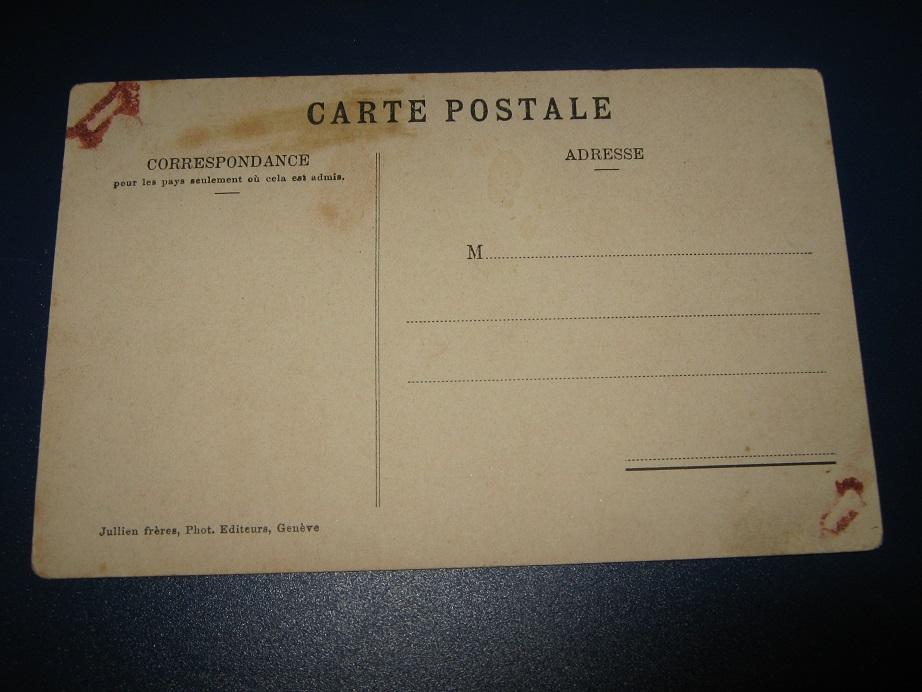 CARTE POSTALE
CORRESPONDANCE
pour les pays seulement où cela est admis.
ADRESSE
M
Jullien frères, Phot. Editeurs, Genève